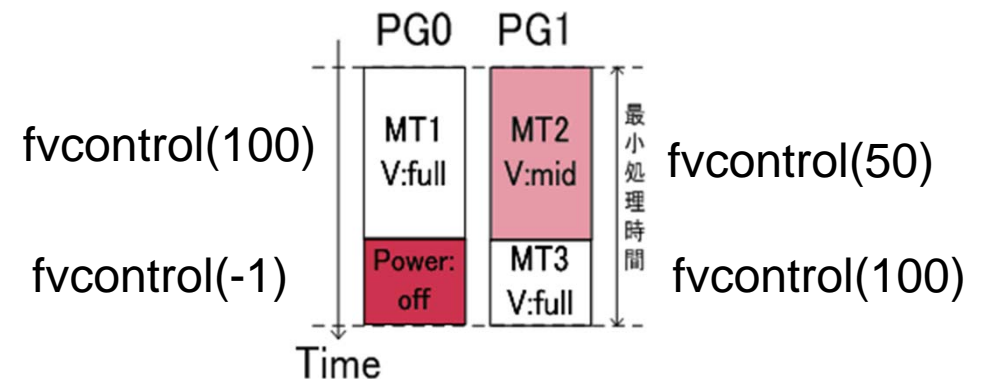 PG0 PG1
fvcontrol(100)
MT1
V:full
MT2
V:mid
fvcontrol(50)
最小処理時間
fvcontrol(-1)
Power:
off
MT3
V:full
fvcontrol(100)
Time